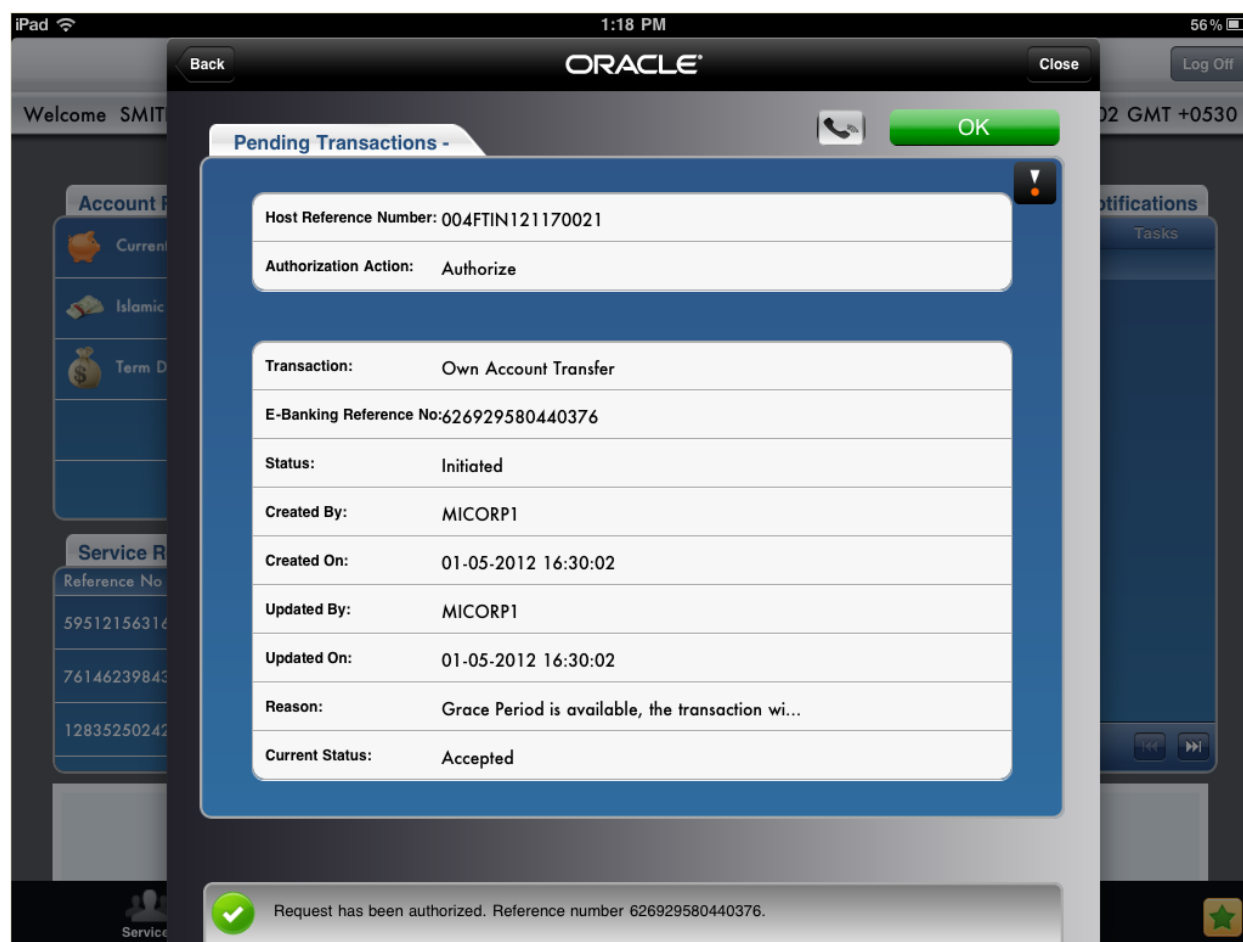 iPad 1:18 PM 56%
Back ORACLE Close
Log Off
Welcome 02 GMT +0530
Pending Transactions - OK
Account
Tasks
Host Reference Number: 004FTIN121170021
Authorization Action: Authorize
Islamic
Term
Transaction: Own Account Transfer
E-Banking Reference No: 626929580440376
Status: Initiated
Created By: MICORP1
Created On: 01-05-2012 16:30:02
Updated By: MICORP1
Updated On: 01-05-2012 16:30:02
Reason: Grace Period is available, the transaction wi...
Current Status: Accepted
Service
Reference No
59512156316
76146239843
12835250242
Request has been authorized. Reference number 626929580440376.
Service